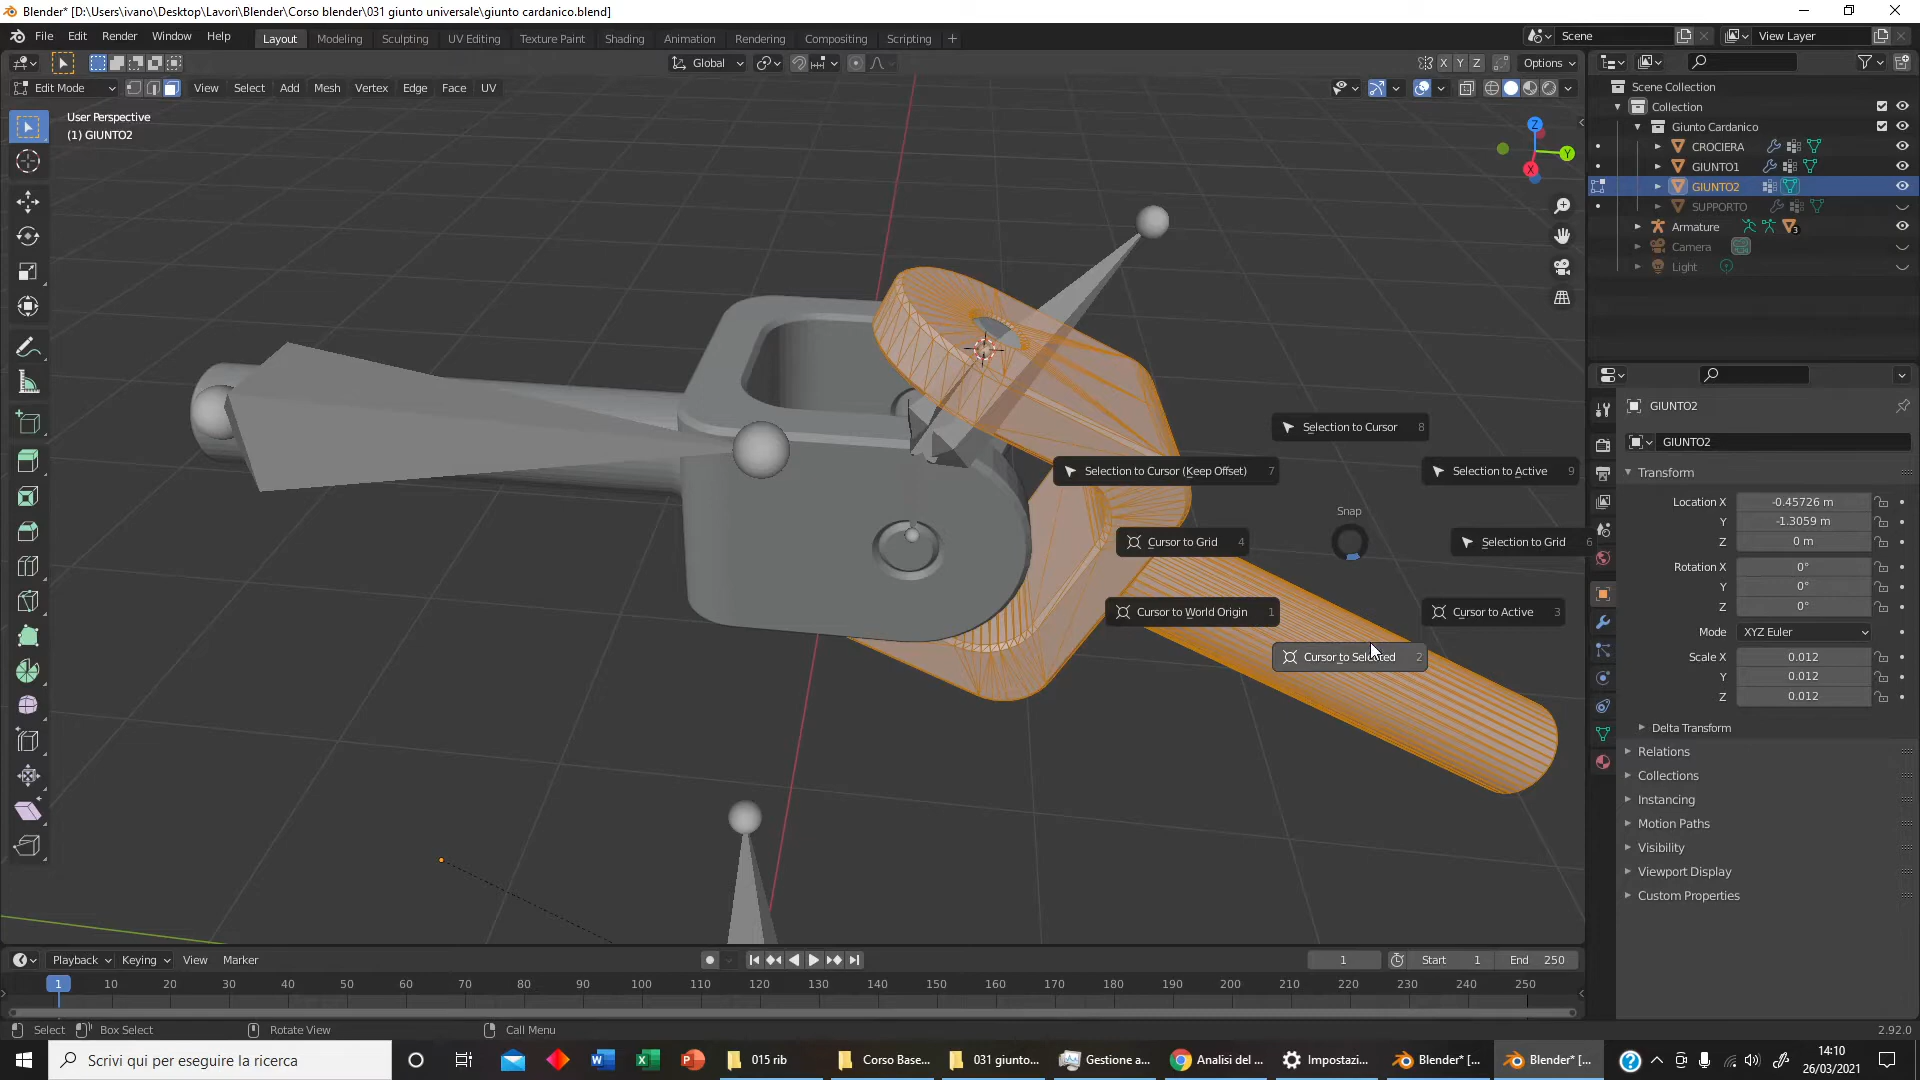 Blender* [D:\Users\ivano\Desktop\Lavori\Blender\Corso blender\031 giunto universale\giunto cardanico.blend]
File Edit Render Window Help Layout Modeling Sculpting UV Editing Texture Paint Shading Animation Rendering Compositing Scripting + Scene View Layer
Global X Y Z Options
Edit Mode View Select Add Mesh Vertex Edge Face UV
User Perspective
(1) GIUNTO2
Z
Y
X
Selection to Cursor 8
Selection to Cursor (Keep Offset) 7
Selection to Active 9
Snap
Cursor to Grid 4
Selection to Grid 6
Cursor to World Origin 1
Cursor to Active 3
Cursor to Selected 2
Scene Collection
Collection
Giunto Cardanico
CROCIERA
GIUNTO1
GIUNTO2
SUPPORTO
Armature 3
Camera
Light
GIUNTO2
GIUNTO2
Transform
Location X -0.45726 m
Y -1.3059 m
Z 0 m
Rotation X 0°
Y 0°
Z 0°
Mode XYZ Euler
Scale X 0.012
Y 0.012
Z 0.012
Delta Transform
Relations
Collections
Instancing
Motion Paths
Visibility
Viewport Display
Custom Properties
Playback Keying View Marker 1 Start 1 End 250
1 10 20 30 40 50 60 70 80 90 100 110 120 130 140 150 160 170 180 190 200 210 220 230 240 250
Select Box Select Rotate View Call Menu 2.92.0
Scrivi qui per eseguire la ricerca 015 rib Corso Base... 031 giunto... Gestione a... Analisi del ... Impostazi... Blender* [... Blender* [...
14:10
26/03/2021